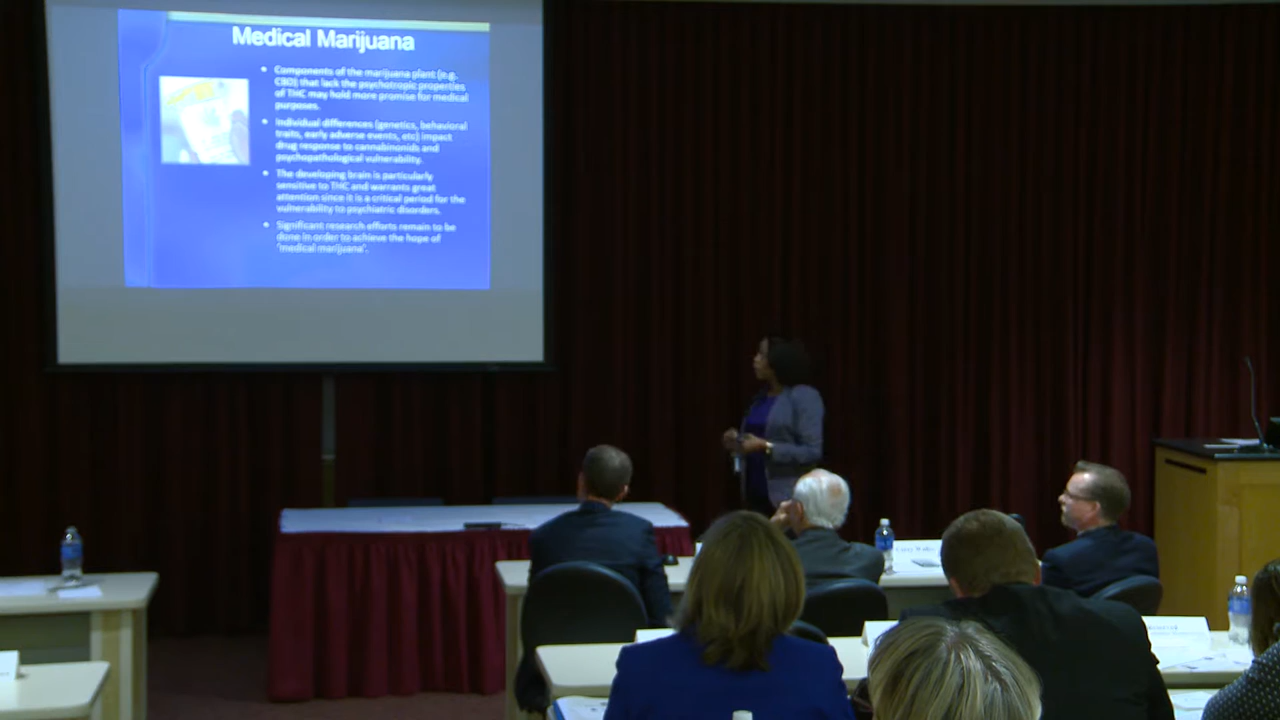 Medical Marijuana
• Components of the marijuana plant (e.g.
CBD) that lack the psychotropic properties
of THC may hold more promise for medical
purposes.
• Individual differences (genetics, behavioral
traits, early adverse events, etc) impact
drug response to cannabinoids and
psychopathological vulnerability.
• The developing brain is particularly
sensitive to THC and warrants great
attention since it is a critical period for the
vulnerability to psychiatric disorders.
• Significant research efforts remain to be
done in order to achieve the hope of
'medical marijuana'.